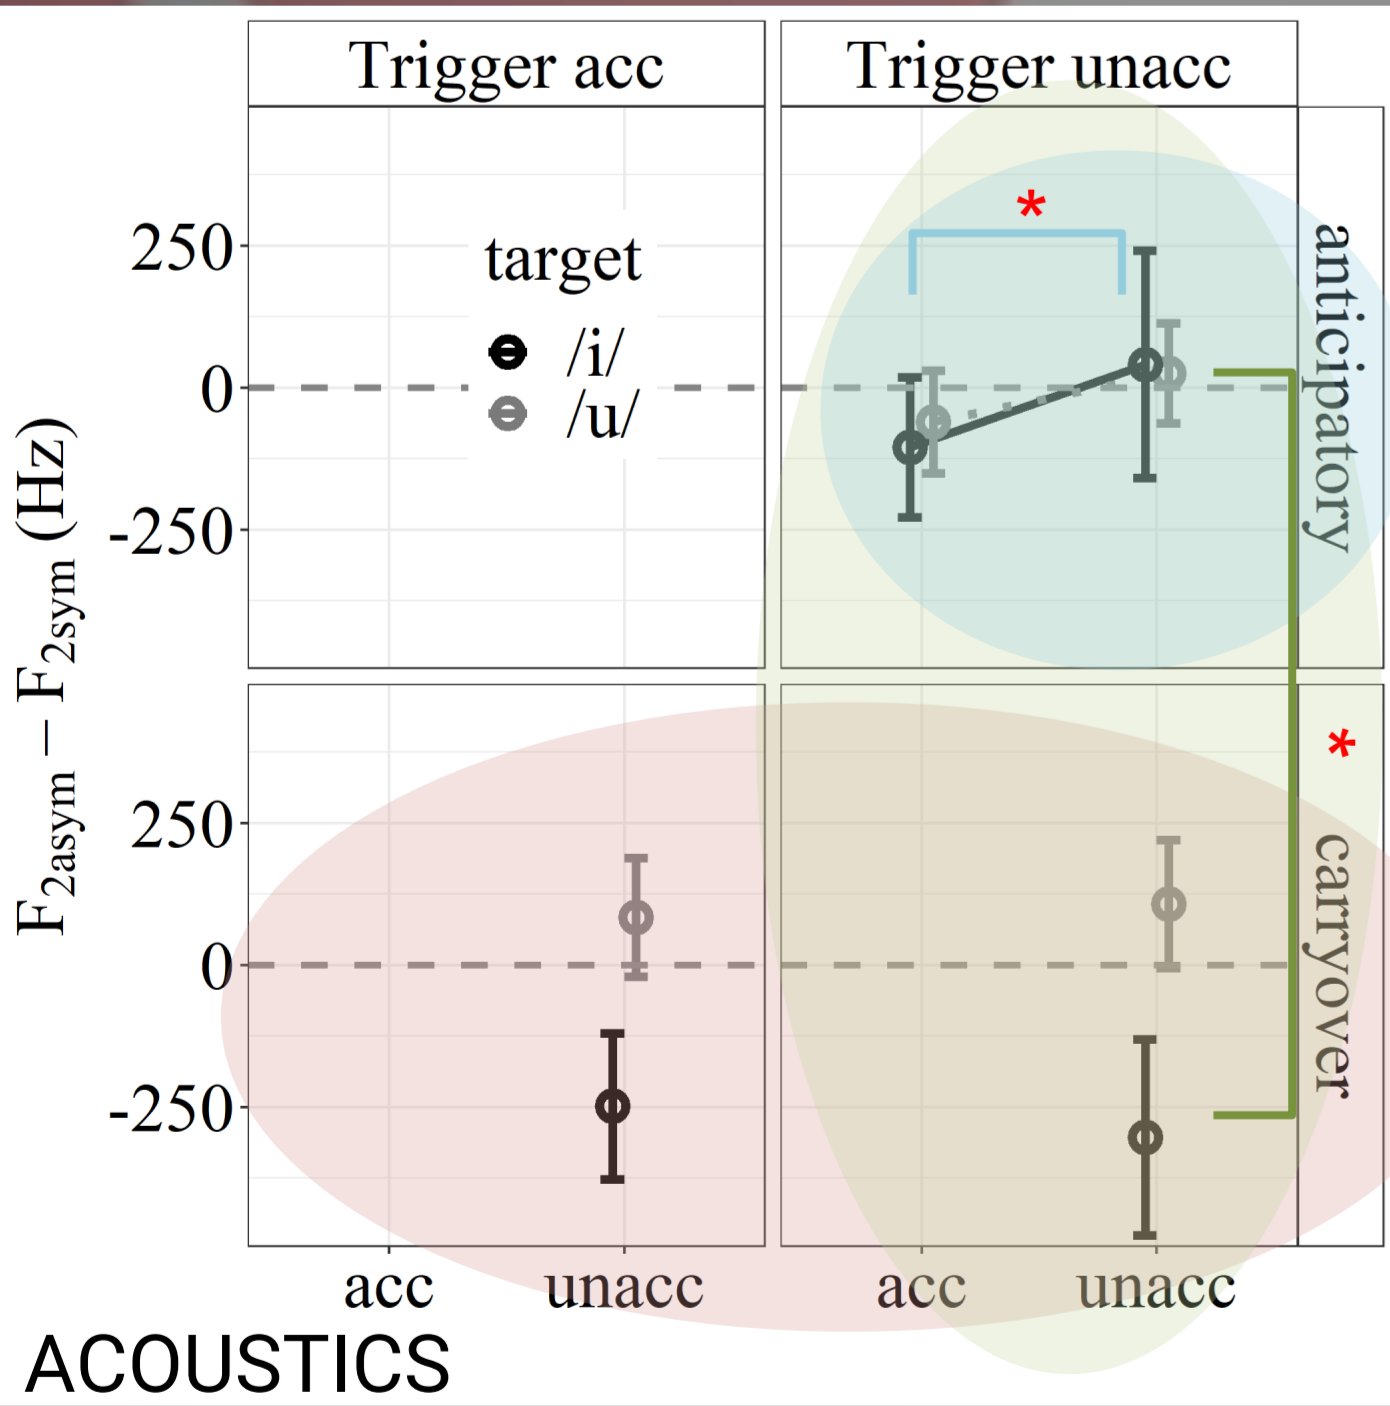 Trigger acc
Trigger unacc
*
250
0
-250
target
/i/
/u/
anticipatory
F2asym − F2sym (Hz)
*
250
0
-250
carryover
acc
unacc
acc
unacc
ACOUSTICS